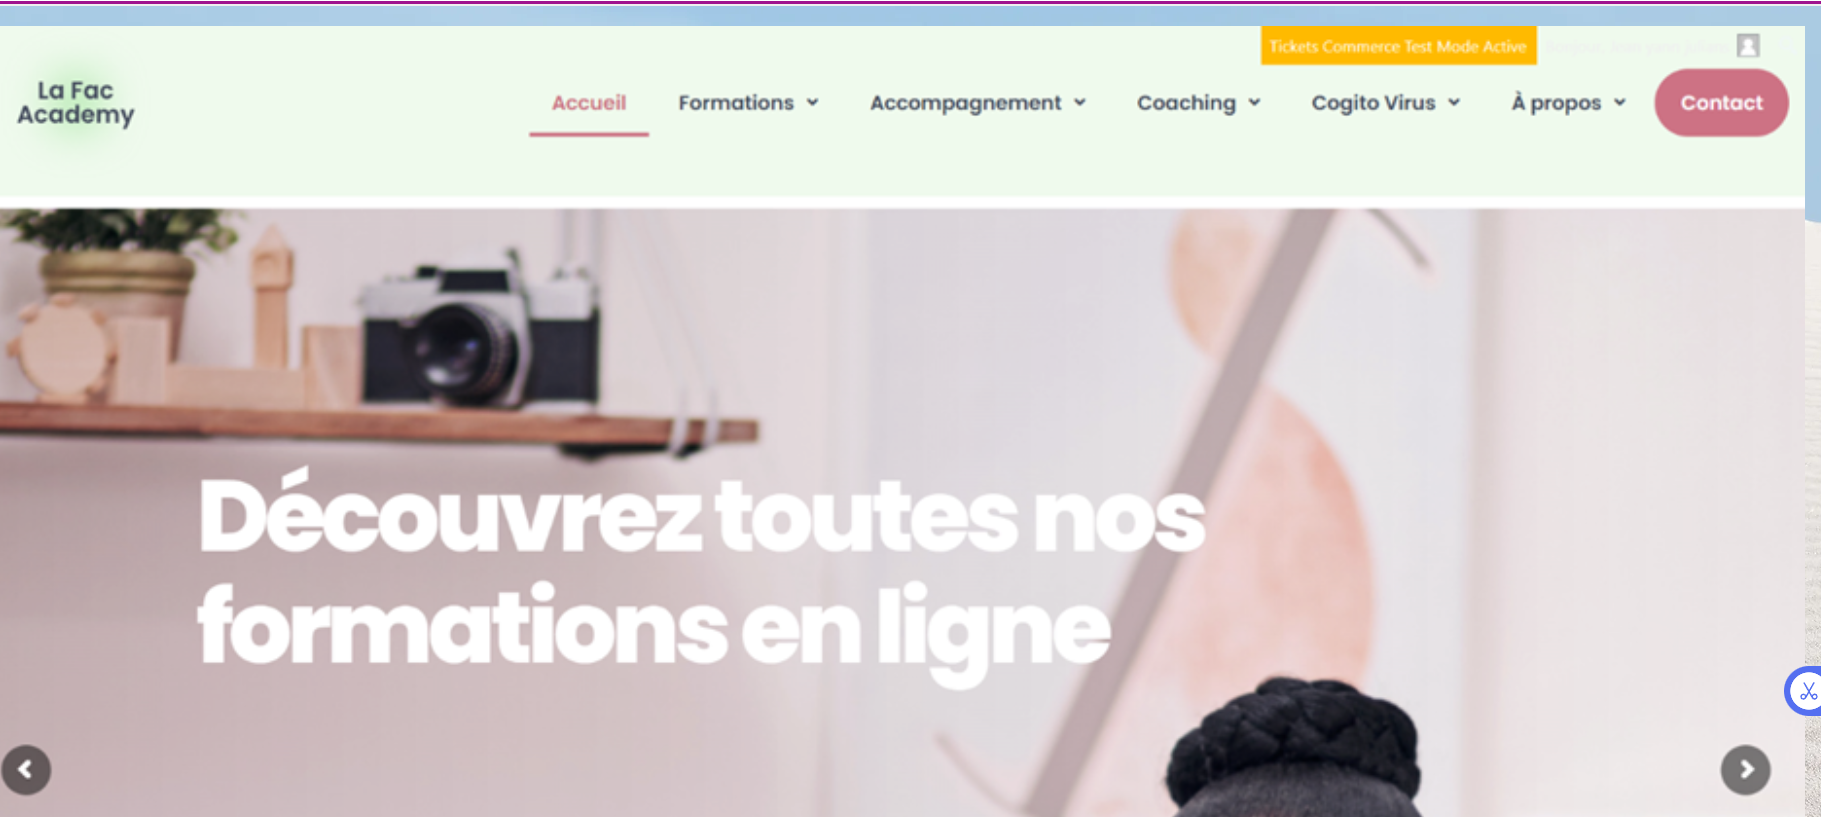 Tickets Commerce Test Mode Active
La Fac
Academy
Accueil
Formations
Accompagnement
Coaching
Cogito Virus
À propos
Contact
Découvrez toutes nos
formations en ligne